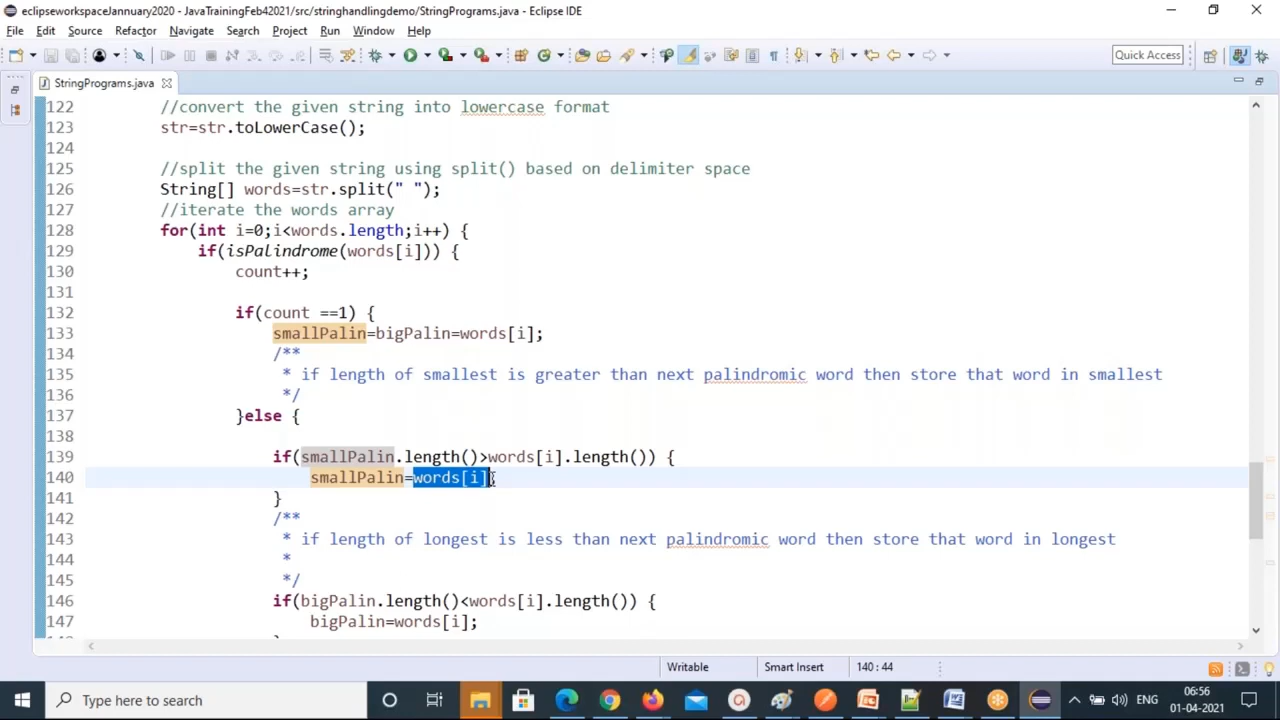 eclipseworkspaceJannuary2020 - JavaTrainingFeb42021/src/stringhandlingdemo/StringPrograms.java - Eclipse IDE
File Edit Source Refactor Navigate Search Project Run Window Help
Quick Access
StringPrograms.java
122 //convert the given string into lowercase format
123 str=str.toLowerCase();
124
125 //split the given string using split() based on delimiter space
126 String[] words=str.split(" ");
127 //iterate the words array
128 for(int i=0;i<words.length;i++) {
129 if(isPalindrome(words[i])) {
130 count++;
131
132 if(count ==1) {
133 smallPalin=bigPalin=words[i];
134 /**
135 * if length of smallest is greater than next palindromic word then store that word in smallest
136 */
137 }else {
138
139 if(smallPalin.length()>words[i].length()) {
140 smallPalin=words[i];
141 }
142 /**
143 * if length of longest is less than next palindromic word then store that word in longest
144 *
145 */
146 if(bigPalin.length()<words[i].length()) {
147 bigPalin=words[i];
Writable Smart Insert 140 : 44
Type here to search
ENG
06:56
01-04-2021